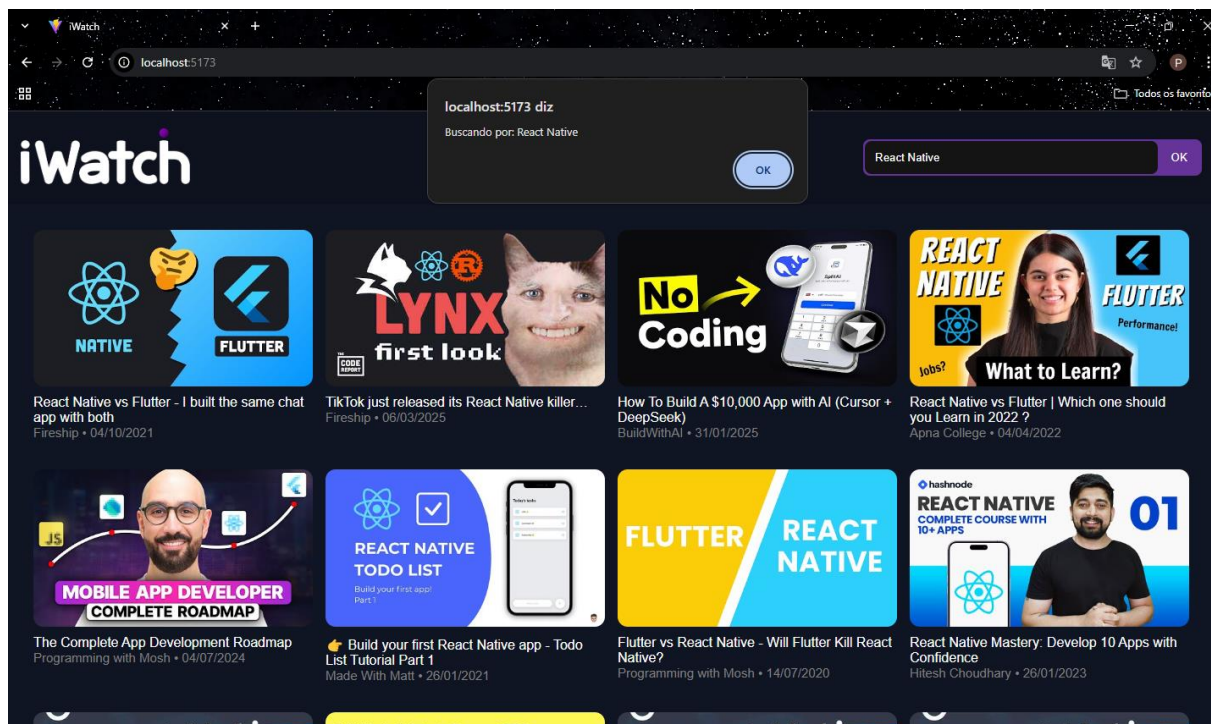 iWatch
localhost:5173
Todos os favorito
P
localhost:5173 diz
Buscando por: React Native
OK
iWatch
React Native
OK
NATIVE
FLUTTER
LYNX
first look
THE
CODE
REPORT
No
Coding
REACT
NATIVE
FLUTTER
Performance!
Jobs?
What to Learn?
React Native vs Flutter - I built the same chat
app with both
Fireship • 04/10/2021
TikTok just released its React Native killer…
Fireship • 06/03/2025
How To Build A $10,000 App with AI (Cursor +
DeepSeek)
BuildWithAI • 31/01/2025
React Native vs Flutter | Which one should
you Learn in 2022 ?
Apna College • 04/04/2022
JS
MOBILE APP DEVELOPER
COMPLETE ROADMAP
REACT NATIVE
TODO LIST
Build your first app!
Part 1
Today's tasks
FLUTTER
REACT
NATIVE
hashnode
REACT NATIVE
COMPLETE COURSE WITH
10+ APPS
01
The Complete App Development Roadmap
Programming with Mosh • 04/07/2024
👉 Build your first React Native app - Todo
List Tutorial Part 1
Made With Matt • 26/01/2021
Flutter vs React Native - Will Flutter Kill React
Native?
Programming with Mosh • 14/07/2020
React Native Mastery: Develop 10 Apps with
Confidence
Hitesh Choudhary • 26/01/2023